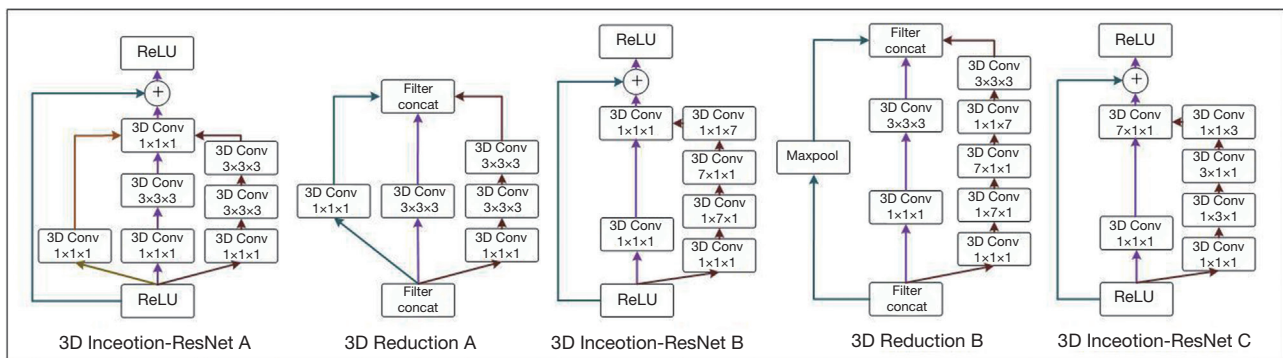 ReLU
+
3D Conv
1×1×1
3D Conv
3×3×3
3D Conv
3×3×3
3D Conv
3×3×3
3D Conv
1×1×1
3D Conv
1×1×1
3D Conv
1×1×1
ReLU
3D Inceotion-ResNet A
Filter
concat
3D Conv
3×3×3
3D Conv
1×1×1
3D Conv
3×3×3
3D Conv
3×3×3
3D Conv
1×1×1
Filter
concat
3D Reduction A
ReLU
+
3D Conv
1×1×1
3D Conv
1×1×7
3D Conv
7×1×1
3D Conv
1×7×1
3D Conv
1×1×1
3D Conv
1×1×1
ReLU
3D Inceotion-ResNet B
Filter
concat
3D Conv
3×3×3
3D Conv
3×3×3
3D Conv
1×1×7
Maxpool
3D Conv
7×1×1
3D Conv
1×1×1
3D Conv
1×7×1
3D Conv
1×1×1
Filter
concat
3D Reduction B
ReLU
+
3D Conv
7×1×1
3D Conv
1×1×3
3D Conv
3×1×1
3D Conv
1×3×1
3D Conv
1×1×1
3D Conv
1×1×1
ReLU
3D Inceotion-ResNet C